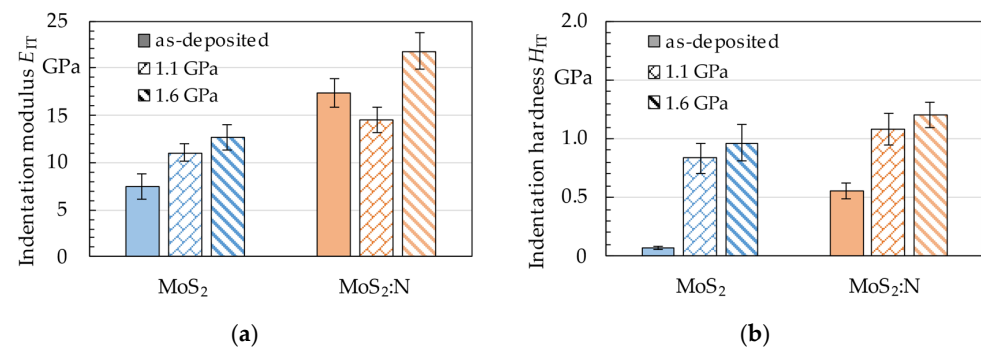 Indentation modulus E_IT
GPa
25
20
15
10
5
0
as-deposited
1.1 GPa
1.6 GPa
MoS₂
MoS₂:N
(a)
Indentation hardness H_IT
GPa
2.0
1.0
0.5
0
as-deposited
1.1 GPa
1.6 GPa
MoS₂
MoS₂:N
(b)